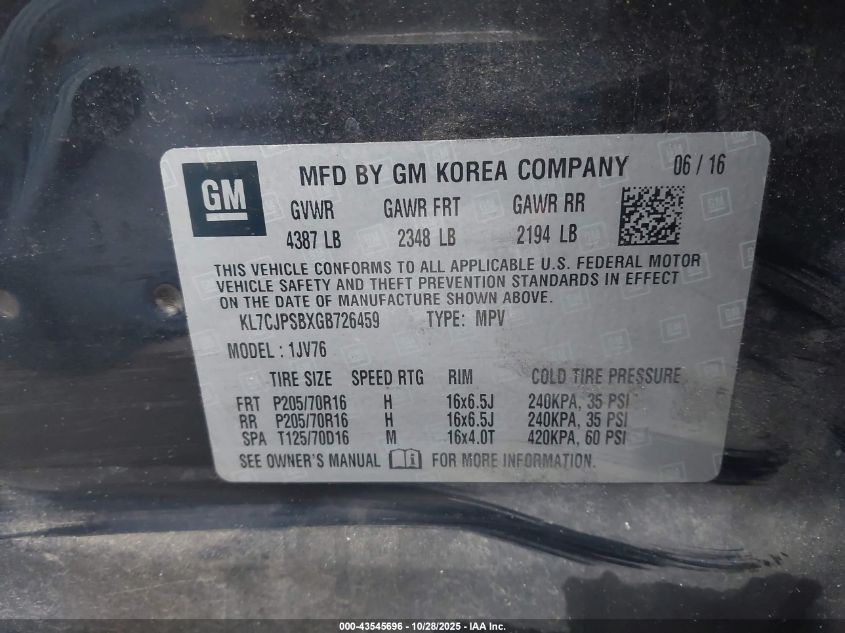 GM
MFD BY GM KOREA COMPANY 06 / 16
GVWR GAWR FRT GAWR RR
4387 LB 2348 LB 2194 LB
THIS VEHICLE CONFORMS TO ALL APPLICABLE U.S. FEDERAL MOTOR
VEHICLE SAFETY AND THEFT PREVENTION STANDARDS IN EFFECT
ON THE DATE OF MANUFACTURE SHOWN ABOVE.
KL7CJPSBXGB726459 TYPE: MPV
MODEL : 1JV76
TIRE SIZE SPEED RTG RIM COLD TIRE PRESSURE
FRT P205/70R16 H 16x6.5J 240KPA, 35 PSI
RR P205/70R16 H 16x6.5J 240KPA, 35 PSI
SPA T125/70D16 M 16x4.0T 420KPA, 60 PSI
SEE OWNER'S MANUAL FOR MORE INFORMATION.
000-43545696 - 10/28/2025 - IAA Inc.